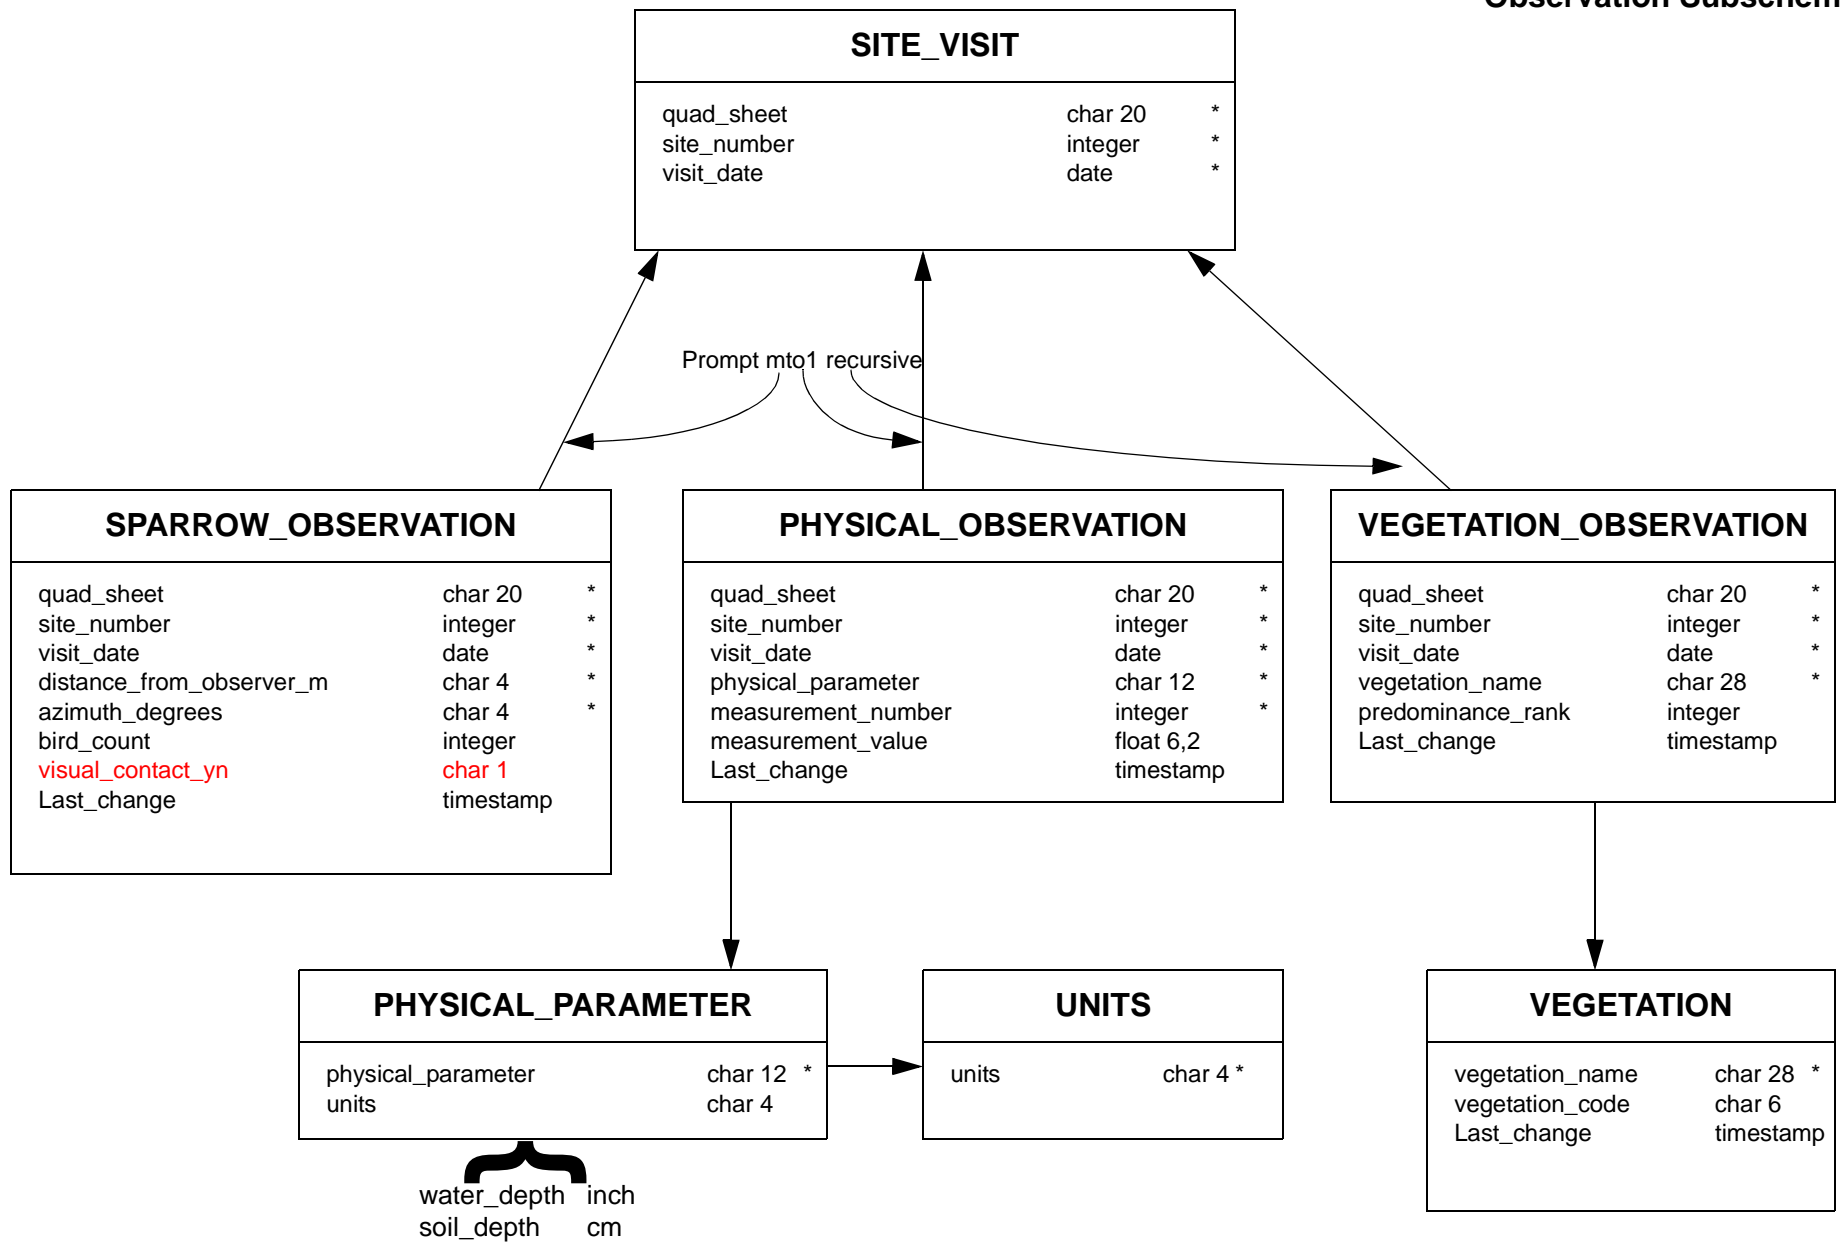 Observation Subschem
SITE_VISIT
quad_sheet char 20 *
site_number integer *
visit_date date *
Prompt mto1 recursive
SPARROW_OBSERVATION
quad_sheet char 20 *
site_number integer *
visit_date date *
distance_from_observer_m char 4 *
azimuth_degrees char 4 *
bird_count integer
visual_contact_yn char 1
Last_change timestamp
PHYSICAL_OBSERVATION
quad_sheet char 20 *
site_number integer *
visit_date date *
physical_parameter char 12 *
measurement_number integer *
measurement_value float 6,2
Last_change timestamp
VEGETATION_OBSERVATION
quad_sheet char 20 *
site_number integer *
visit_date date *
vegetation_name char 28 *
predominance_rank integer
Last_change timestamp
PHYSICAL_PARAMETER
physical_parameter char 12 *
units char 4
water_depth inch
soil_depth cm
UNITS
units char 4 *
VEGETATION
vegetation_name char 28 *
vegetation_code char 6
Last_change timestamp